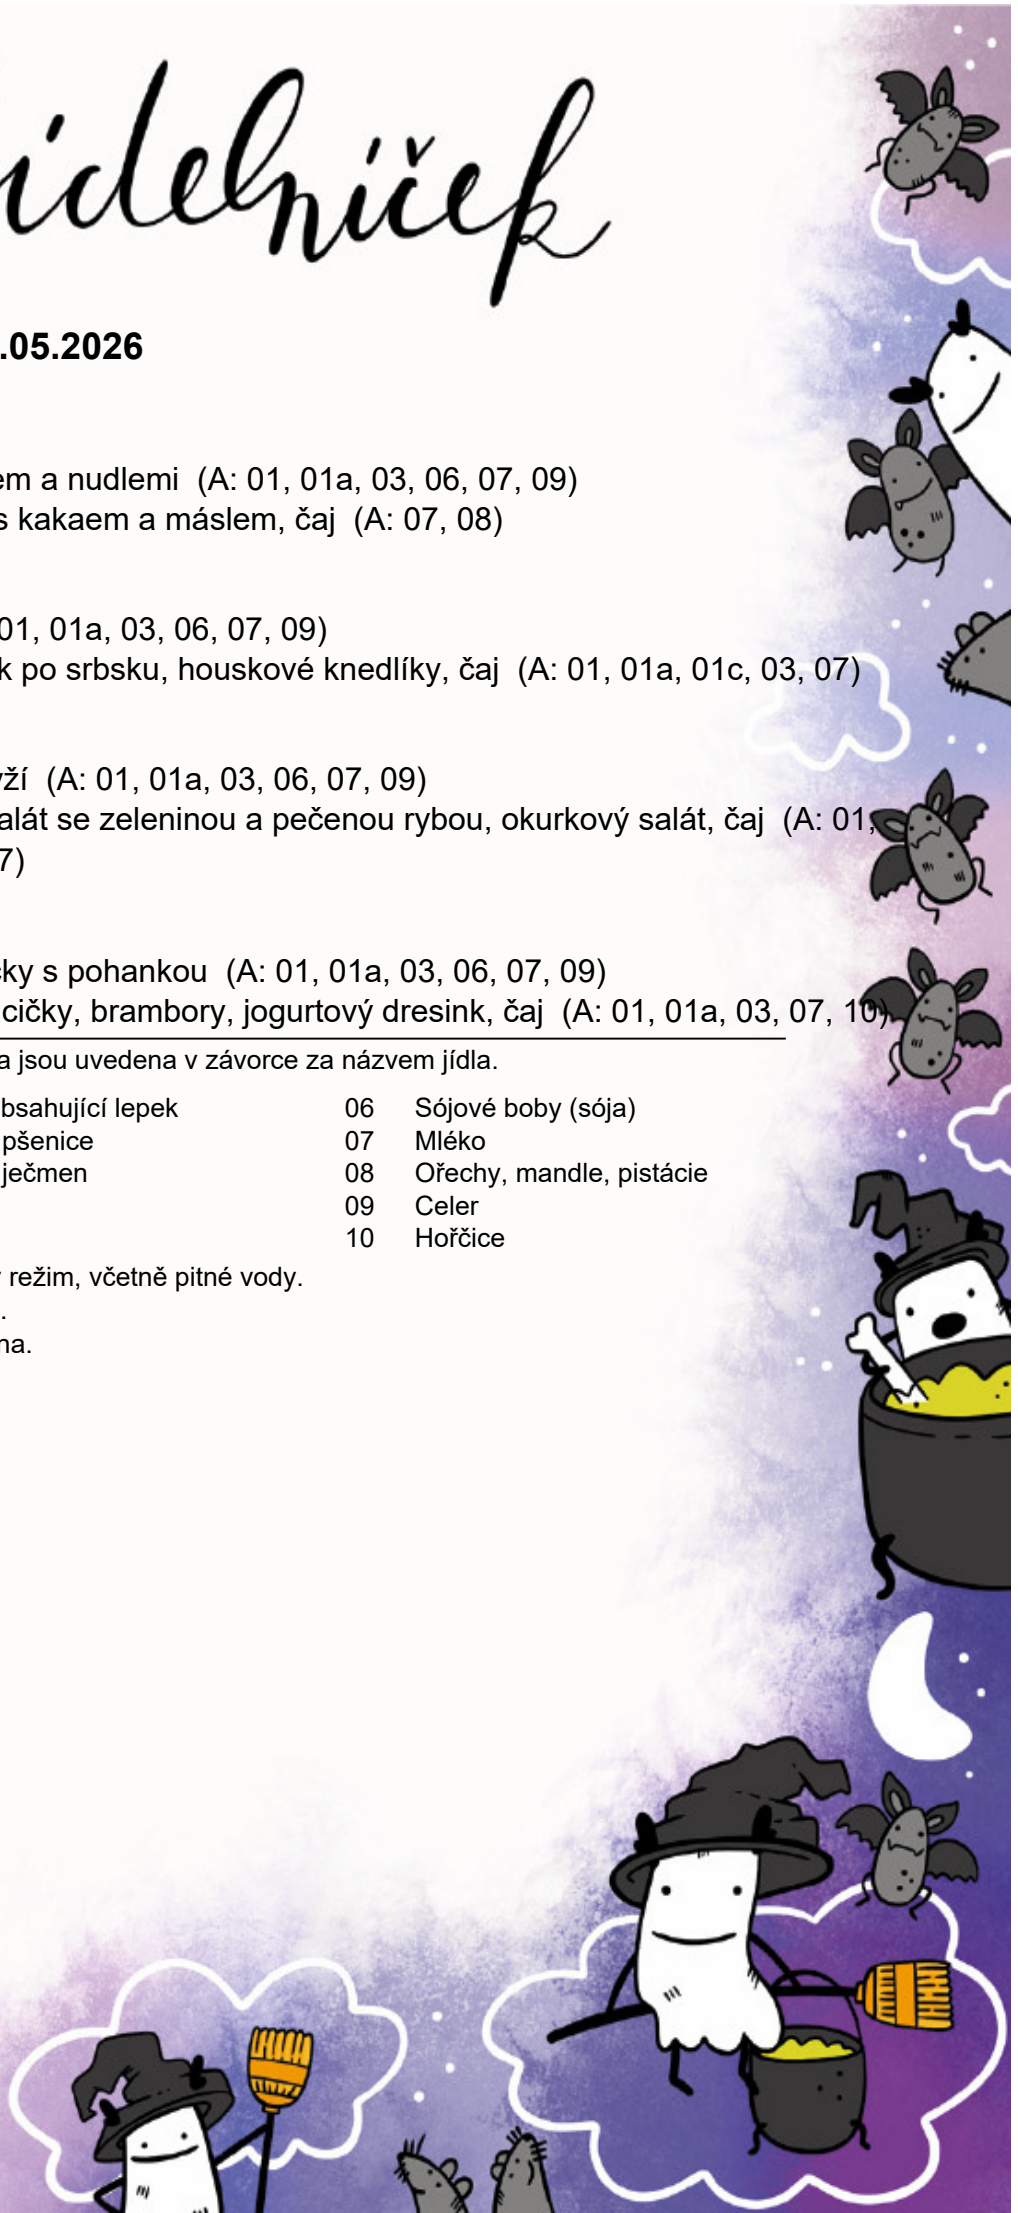 ídelníček
.05.2026
em a nudlemi (A: 01, 01a, 03, 06, 07, 09)
s kakaem a máslem, čaj (A: 07, 08)
01, 01a, 03, 06, 07, 09)
k po srbsku, houskové knedlíky, čaj (A: 01, 01a, 01c, 03, 07)
ýží (A: 01, 01a, 03, 06, 07, 09)
alát se zeleninou a pečenou rybou, okurkový salát, čaj (A: 01,
7)
čky s pohankou (A: 01, 01a, 03, 06, 07, 09)
cičky, brambory, jogurtový dresink, čaj (A: 01, 01a, 03, 07, 10)
a jsou uvedena v závorce za názvem jídla.
bsahující lepek 06 Sójové boby (sója)
pšenice 07 Mléko
ječmen 08 Ořechy, mandle, pistácie
09 Celer
10 Hořčice
režim, včetně pitné vody.
.
na.